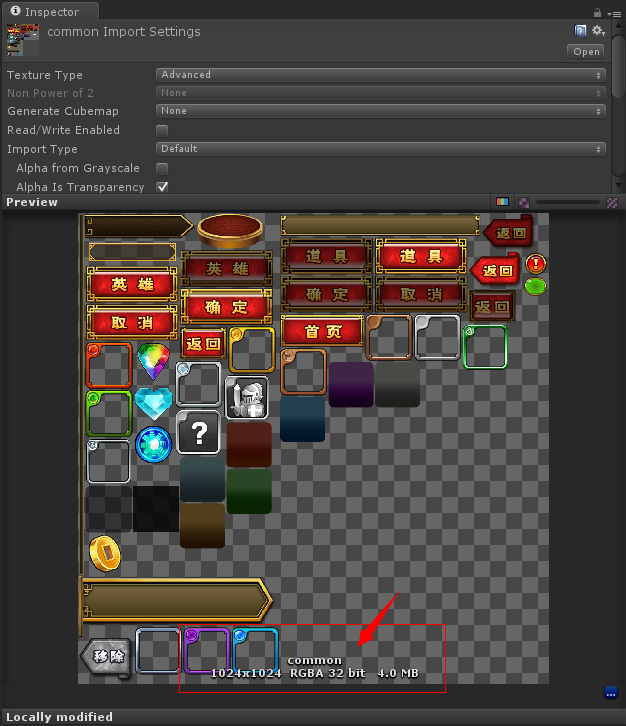 Inspector
common Import Settings
Open
Texture Type Advanced
Non Power of 2 None
Generate Cubemap None
Read/Write Enabled
Import Type Default
Alpha from Grayscale
Alpha Is Transparency
Preview
返回
道具 道具
英雄
返回
!
英雄
确定 取消
确定
返回
取消
首页
返回
?
移除
common
1024x1024 RGBA 32 bit 4.0 MB
Locally modified